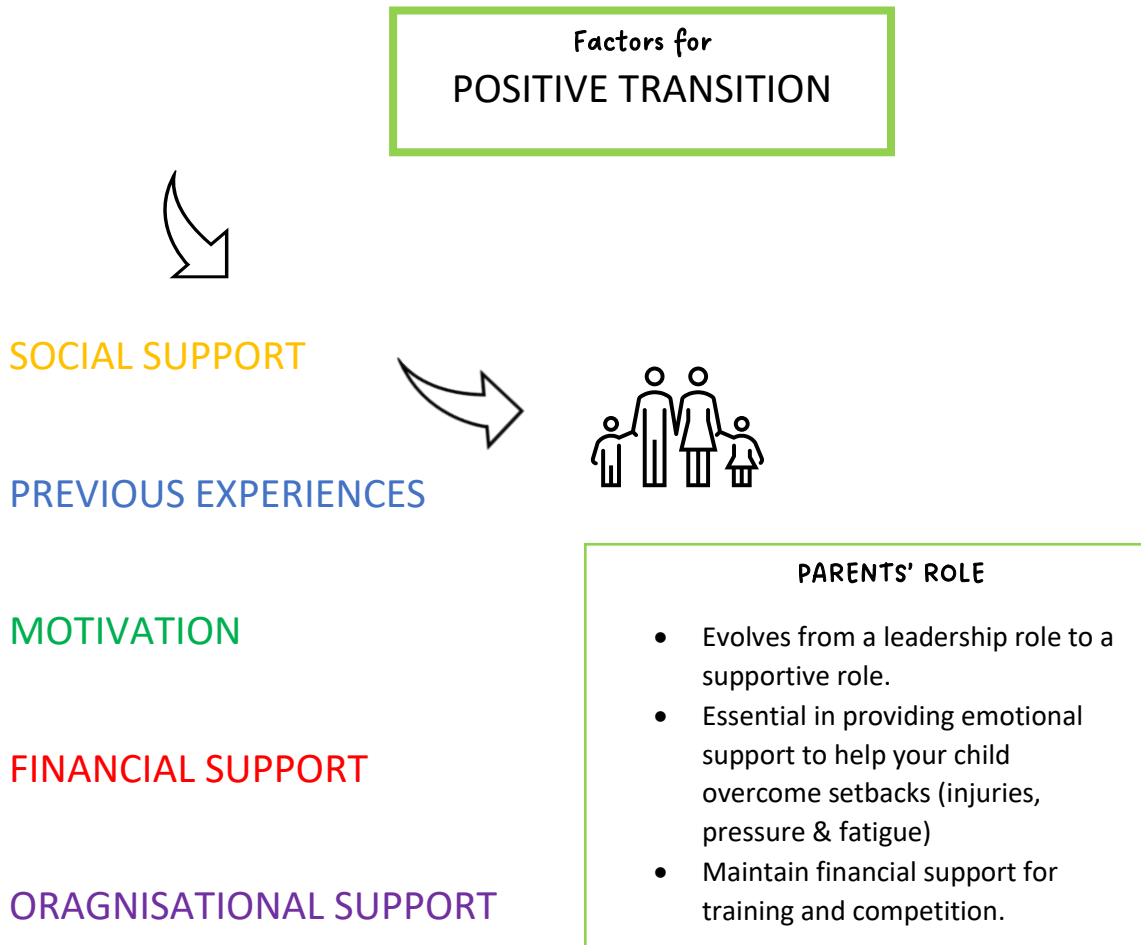 Factors for
POSITIVE TRANSITION
SOCIAL SUPPORT
PREVIOUS EXPERIENCES
MOTIVATION
FINANCIAL SUPPORT
ORAGNISATIONAL SUPPORT
PARENTS' ROLE
• Evolves from a leadership role to a
supportive role.
• Essential in providing emotional
support to help your child
overcome setbacks (injuries,
pressure & fatigue)
• Maintain financial support for
training and competition.